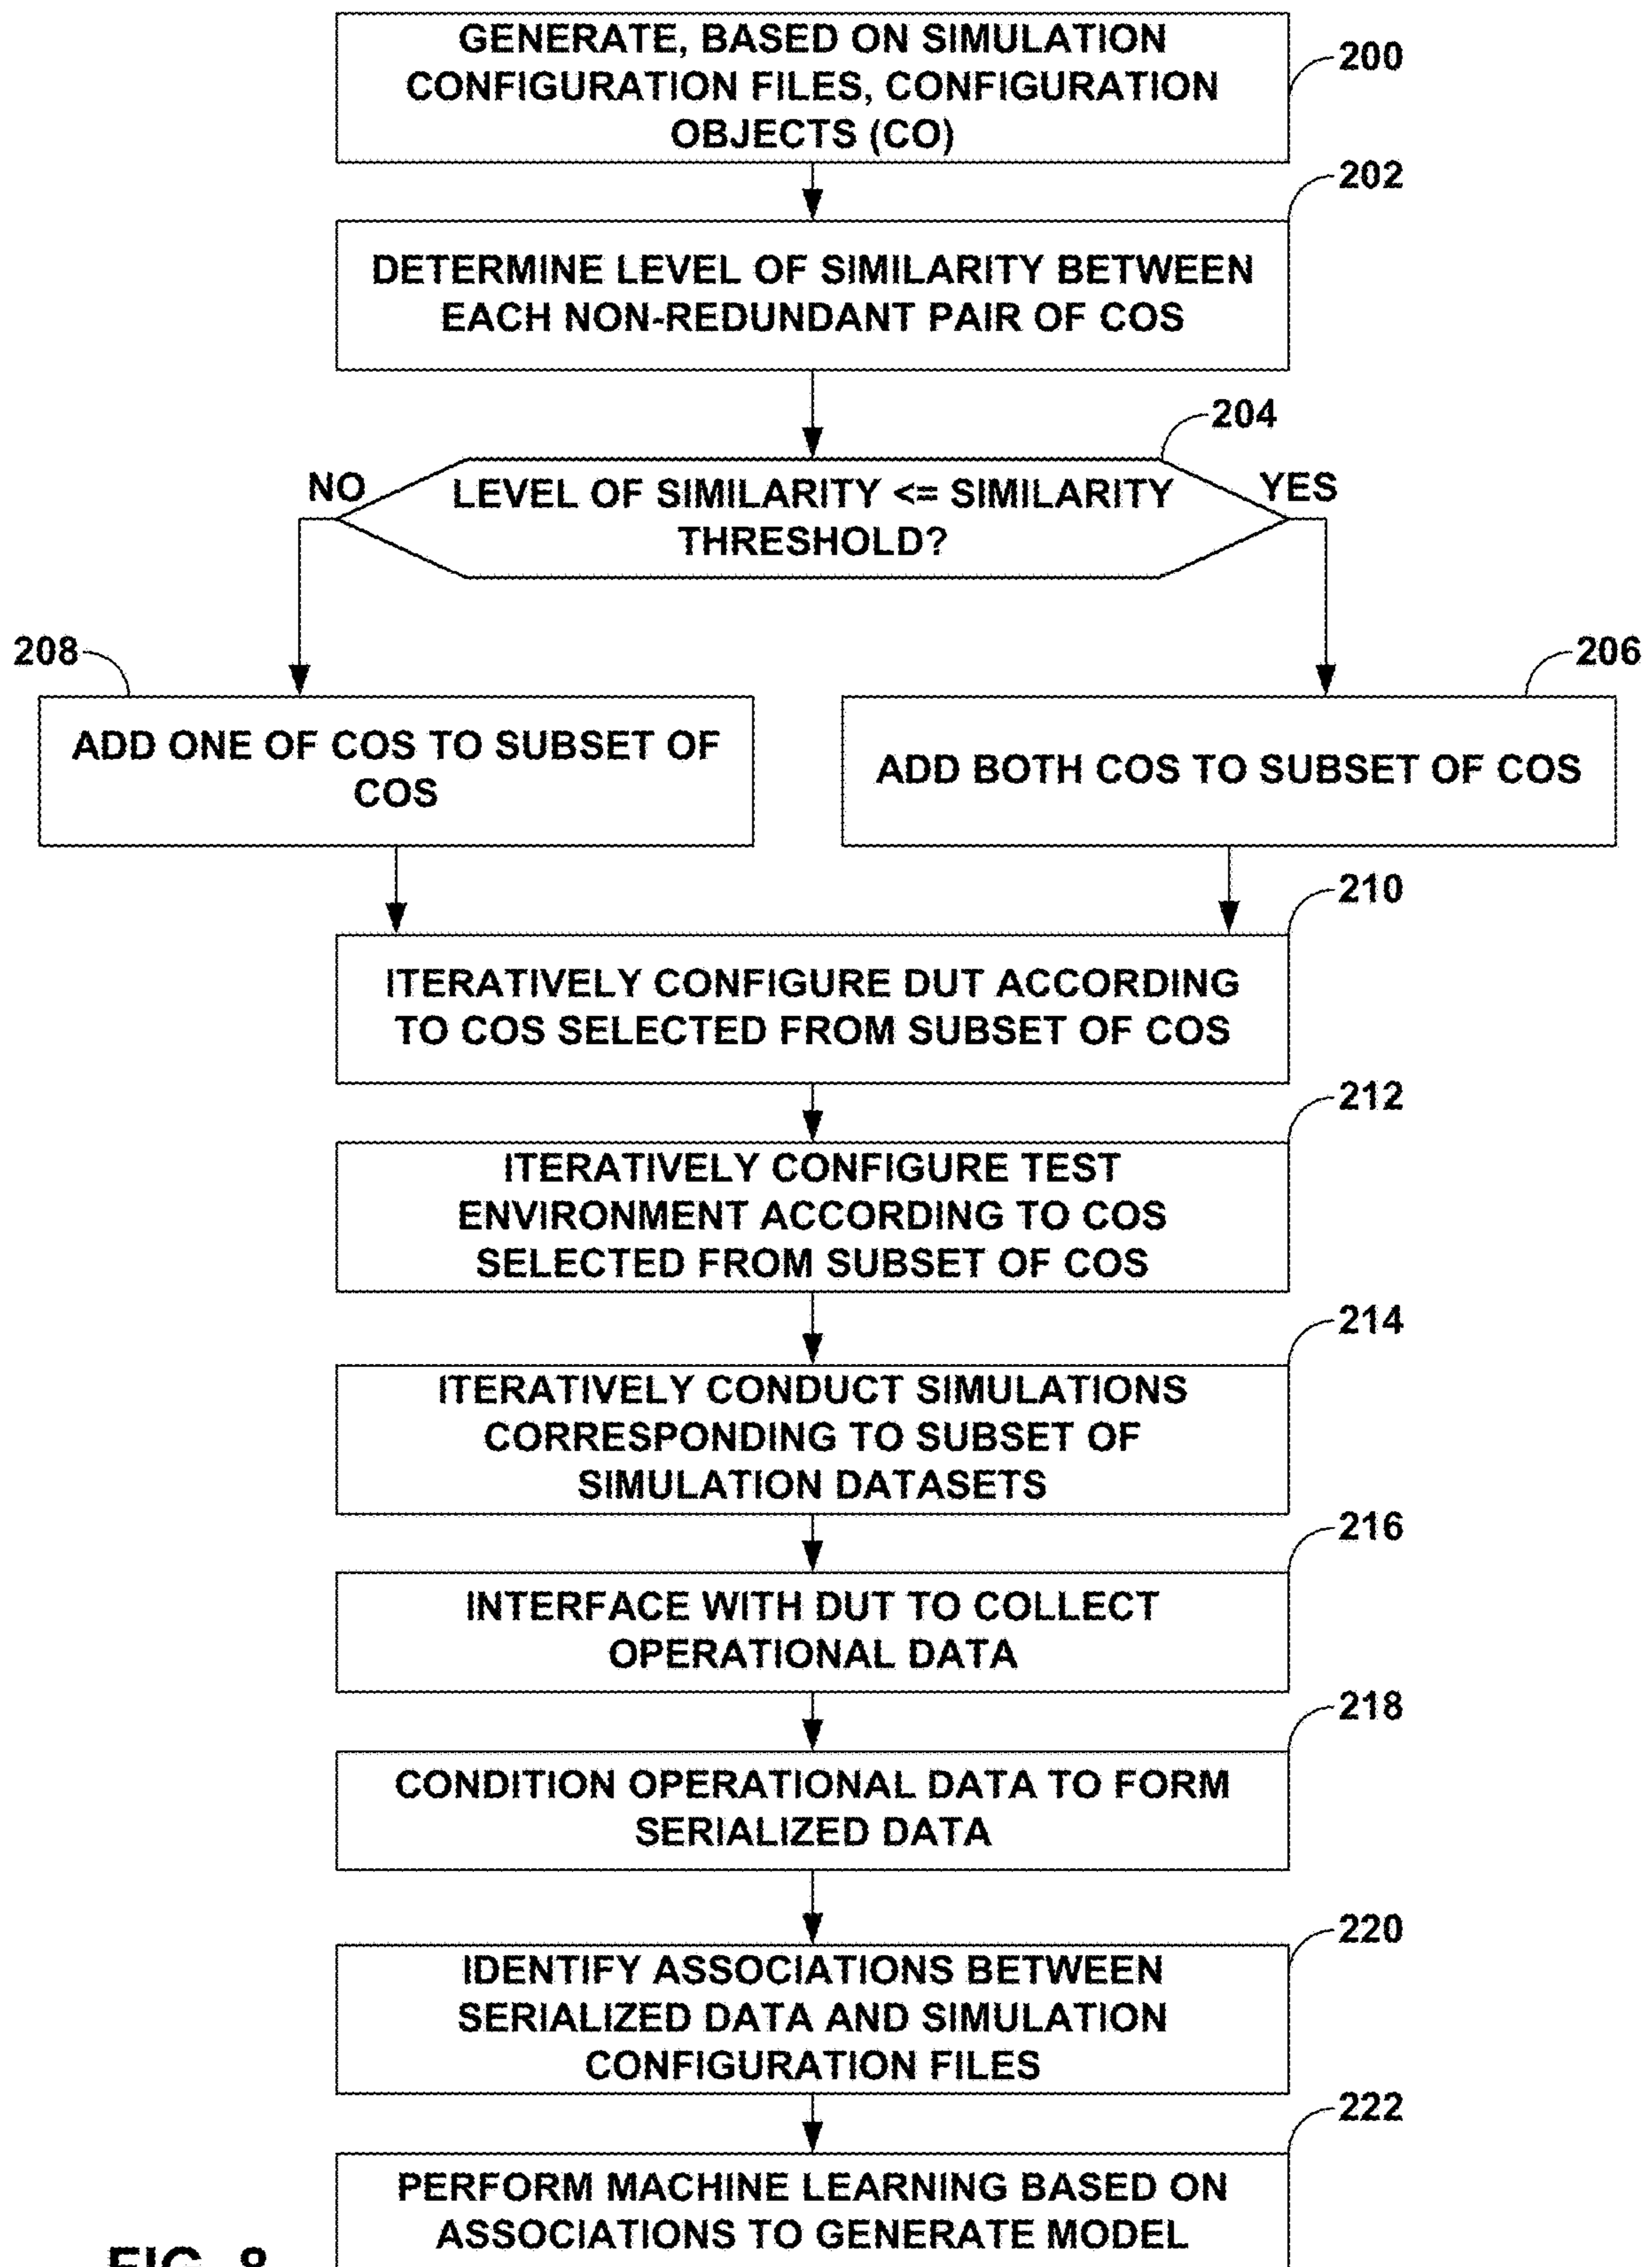 GENERATE, BASED ON SIMULATION
CONFIGURATION FILES, CONFIGURATION
OBJECTS (CO)
200
202
DETERMINE LEVEL OF SIMILARITY BETWEEN
EACH NON-REDUNDANT PAIR OF COS
204
NO
LEVEL OF SIMILARITY <= SIMILARITY
THRESHOLD?
YES
208
206
ADD ONE OF COS TO SUBSET OF
COS
ADD BOTH COS TO SUBSET OF COS
210
ITERATIVELY CONFIGURE DUT ACCORDING
TO COS SELECTED FROM SUBSET OF COS
212
ITERATIVELY CONFIGURE TEST
ENVIRONMENT ACCORDING TO COS
SELECTED FROM SUBSET OF COS
214
ITERATIVELY CONDUCT SIMULATIONS
CORRESPONDING TO SUBSET OF
SIMULATION DATASETS
216
INTERFACE WITH DUT TO COLLECT
OPERATIONAL DATA
218
CONDITION OPERATIONAL DATA TO FORM
SERIALIZED DATA
220
IDENTIFY ASSOCIATIONS BETWEEN
SERIALIZED DATA AND SIMULATION
CONFIGURATION FILES
222
PERFORM MACHINE LEARNING BASED ON
ASSOCIATIONS TO GENERATE MODEL
FIG. 8